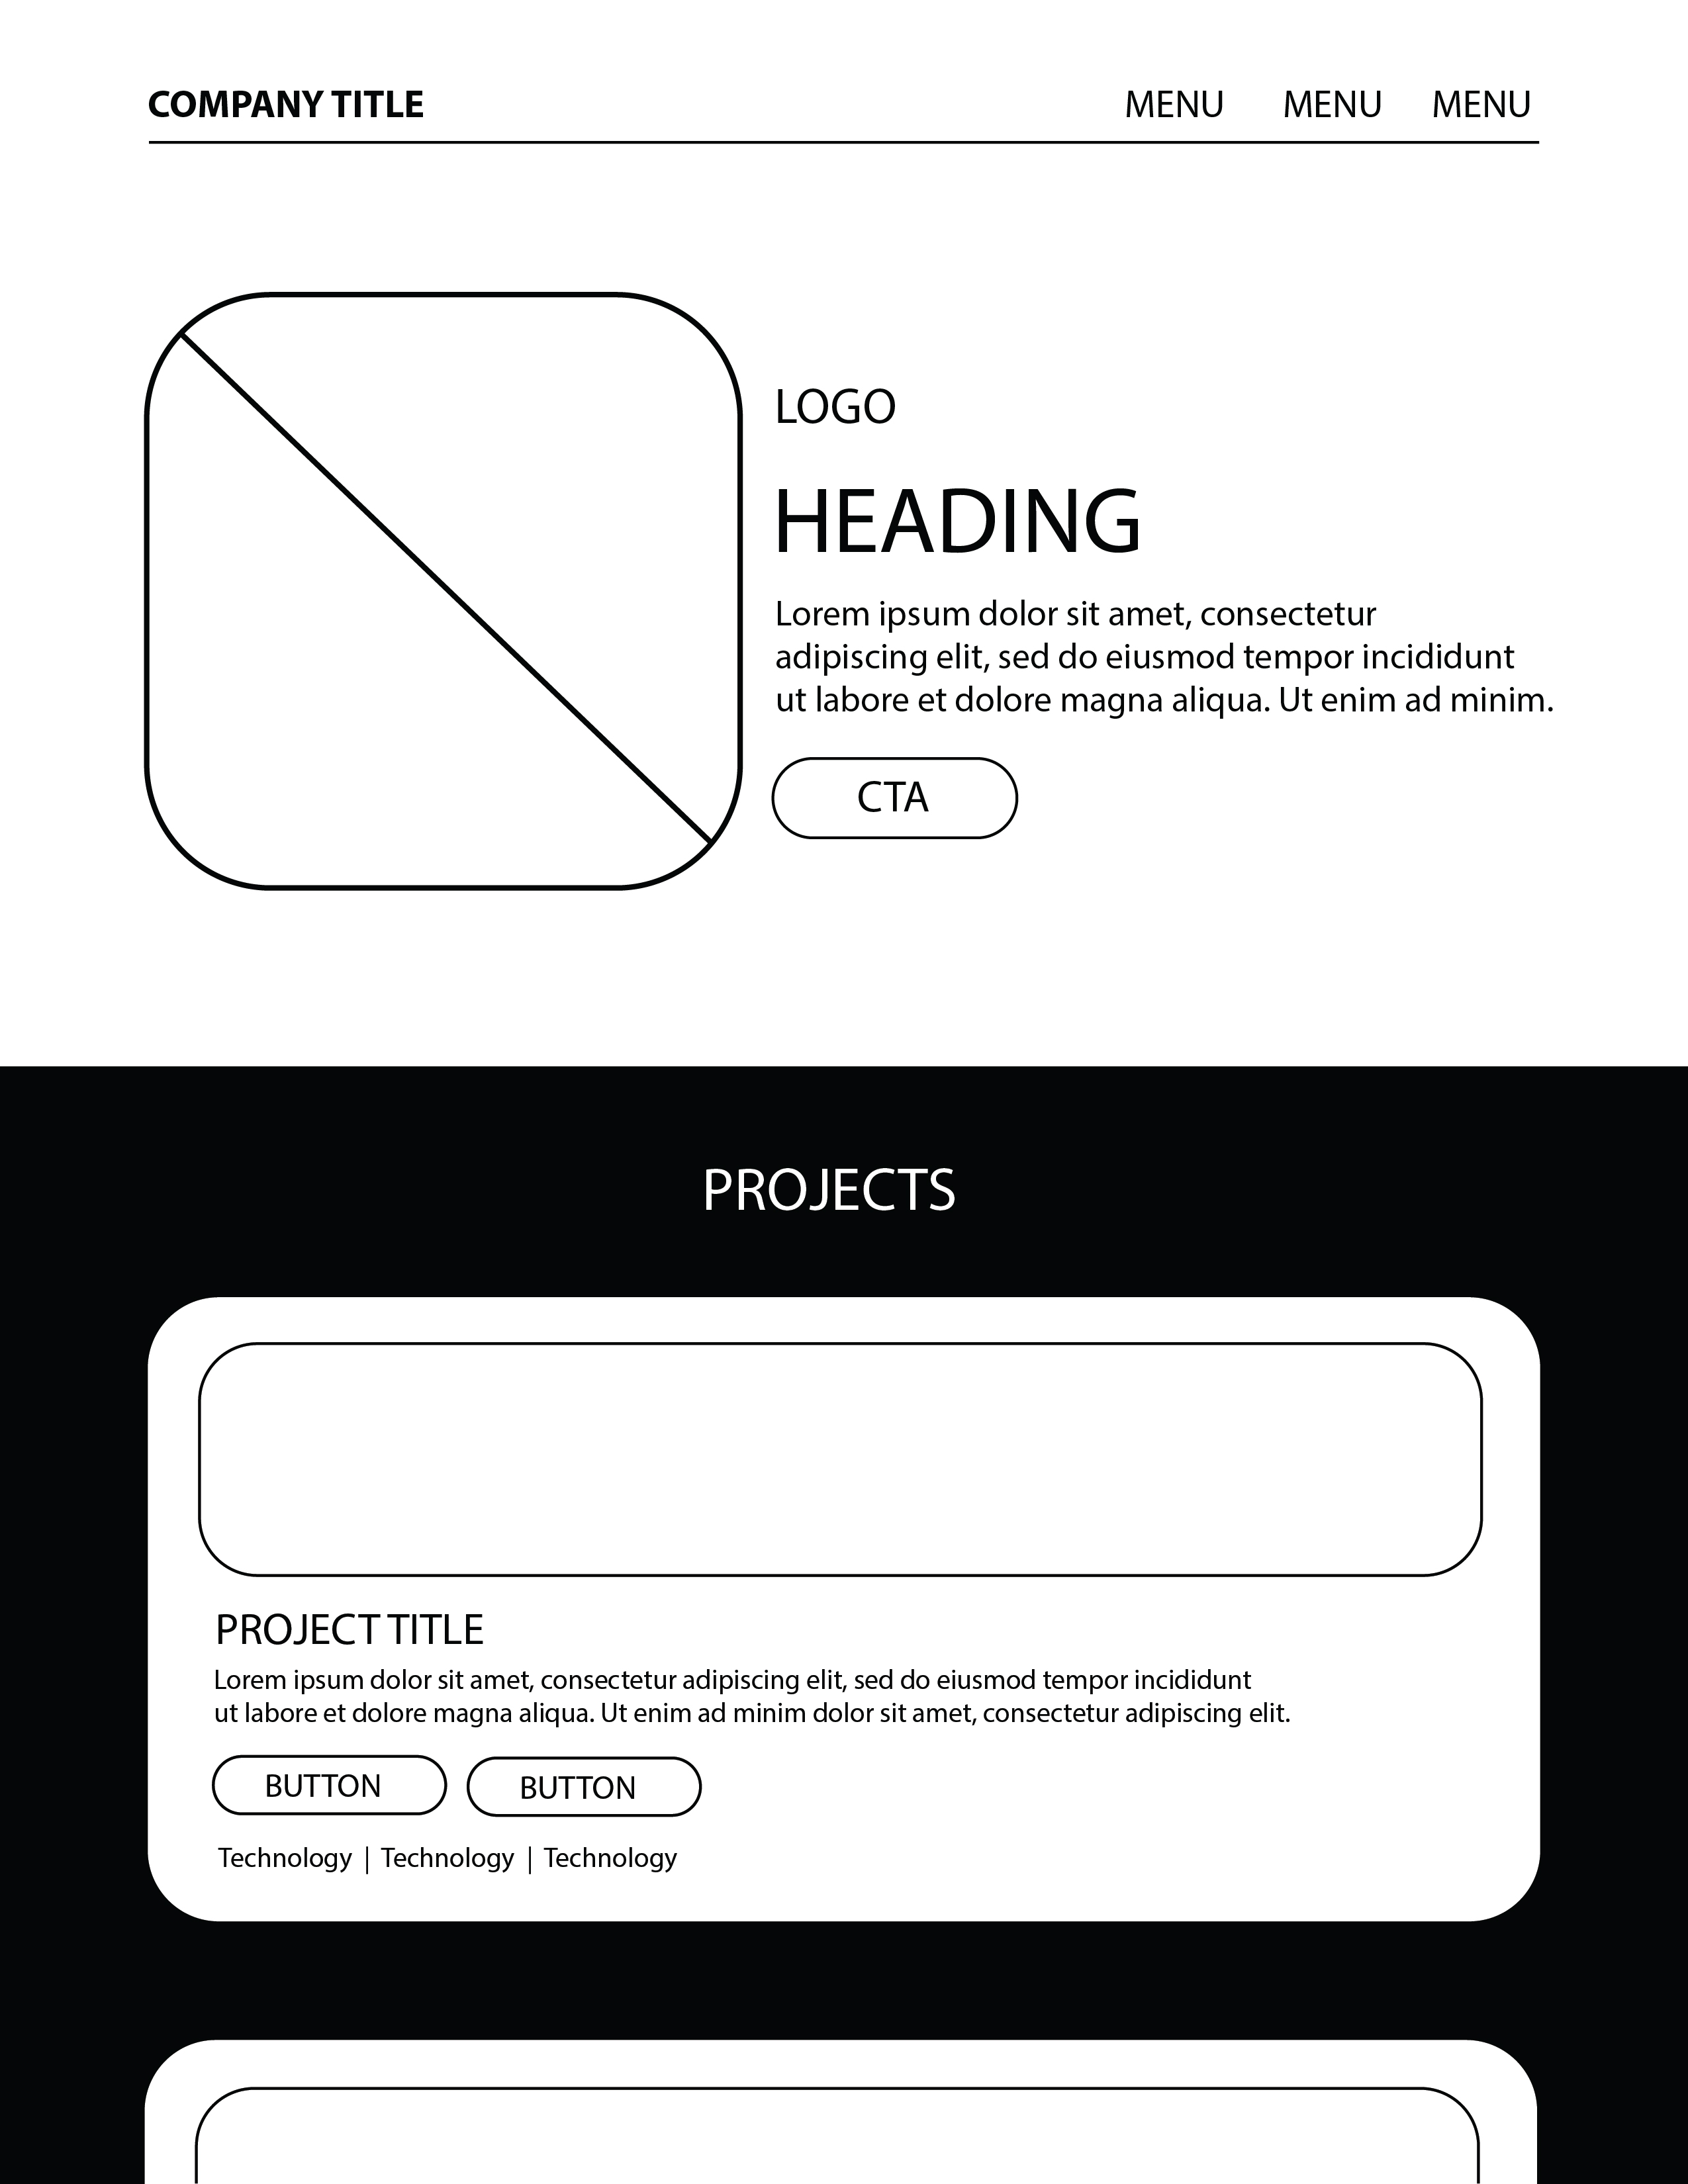 COMPANY TITLE MENU MENU MENU
LOGO
HEADING
Lorem ipsum dolor sit amet, consectetur
adipiscing elit, sed do eiusmod tempor incididunt
ut labore et dolore magna aliqua. Ut enim ad minim.
CTA
PROJECTS
PROJECT TITLE
Lorem ipsum dolor sit amet, consectetur adipiscing elit, sed do eiusmod tempor incididunt
ut labore et dolore magna aliqua. Ut enim ad minim dolor sit amet, consectetur adipiscing elit.
BUTTON BUTTON
Technology | Technology | Technology